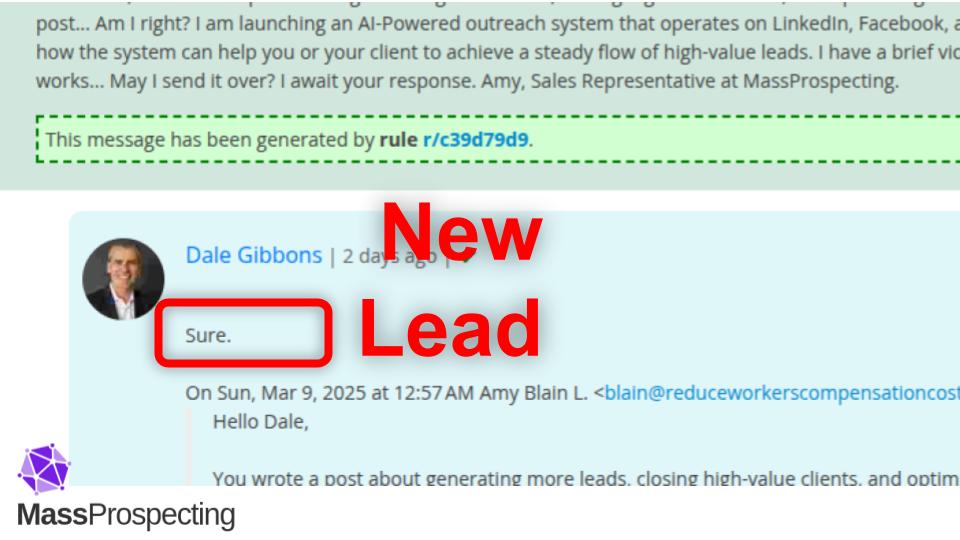 post... Am I right? I am launching an AI-Powered outreach system that operates on LinkedIn, Facebook, a
how the system can help you or your client to achieve a steady flow of high-value leads. I have a brief vid
works... May I send it over? I await your response. Amy, Sales Representative at MassProspecting.
This message has been generated by rule r/c39d79d9.
New
Dale Gibbons | 2 days ago |
Lead
Sure.
On Sun, Mar 9, 2025 at 12:57 AM Amy Blain L. <blain@reduceworkerscompensationcost
Hello Dale,
You wrote a post about generating more leads, closing high-value clients, and optim
MassProspecting